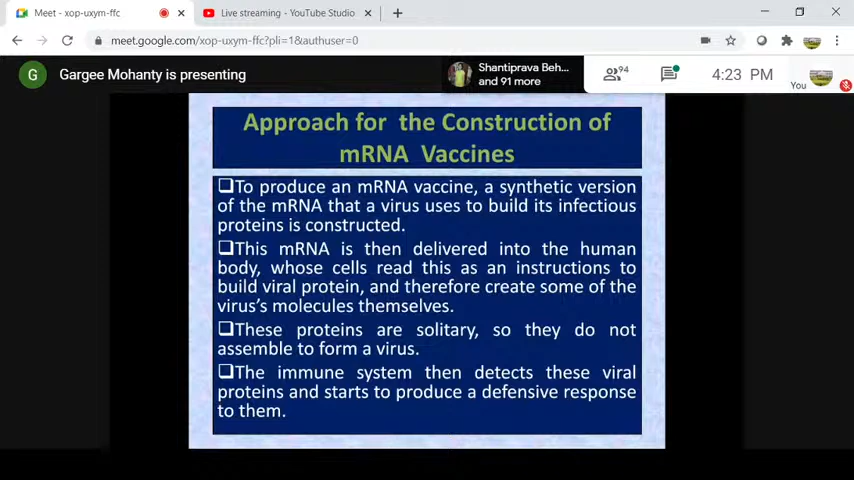 Meet - xop-uxym-ffc
Live streaming - YouTube Studio
meet.google.com/xop-uxym-ffc?pli=1&authuser=0
G Gargee Mohanty is presenting
Shantiprava Beh...
and 91 more
94
4:23 PM
You
Approach for the Construction of
mRNA Vaccines
❑To produce an mRNA vaccine, a synthetic version
of the mRNA that a virus uses to build its infectious
proteins is constructed.
❑This mRNA is then delivered into the human
body, whose cells read this as an instructions to
build viral protein, and therefore create some of the
virus's molecules themselves.
❑These proteins are solitary, so they do not
assemble to form a virus.
❑The immune system then detects these viral
proteins and starts to produce a defensive response
to them.